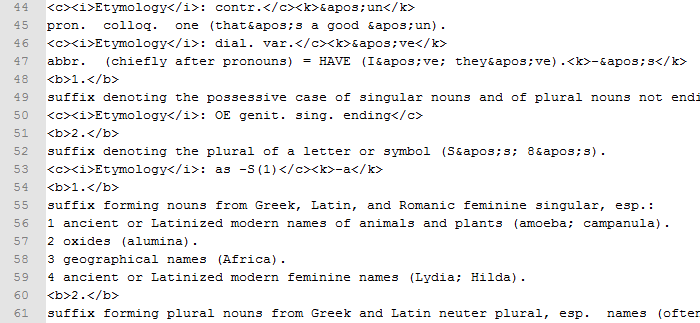 44 <c><i>Etymology</i>: contr.</c><k>&apos;un</k>
45 pron. colloq. one (that&apos;s a good &apos;un).
46 <c><i>Etymology</i>: dial. var.</c><k>&apos;ve</k>
47 abbr. (chiefly after pronouns) = HAVE (I&apos;ve; they&apos;ve).<k>-&apos;s</k>
48 <b>1.</b>
49 suffix denoting the possessive case of singular nouns and of plural nouns not endi
50 <c><i>Etymology</i>: OE genit. sing. ending</c>
51 <b>2.</b>
52 suffix denoting the plural of a letter or symbol (S&apos;s; 8&apos;s).
53 <c><i>Etymology</i>: as -S(1)</c><k>-a</k>
54 <b>1.</b>
55 suffix forming nouns from Greek, Latin, and Romanic feminine singular, esp.:
56 1 ancient or Latinized modern names of animals and plants (amoeba; campanula).
57 2 oxides (alumina).
58 3 geographical names (Africa).
59 4 ancient or Latinized modern feminine names (Lydia; Hilda).
60 <b>2.</b>
61 suffix forming plural nouns from Greek and Latin neuter plural, esp. names (ofter